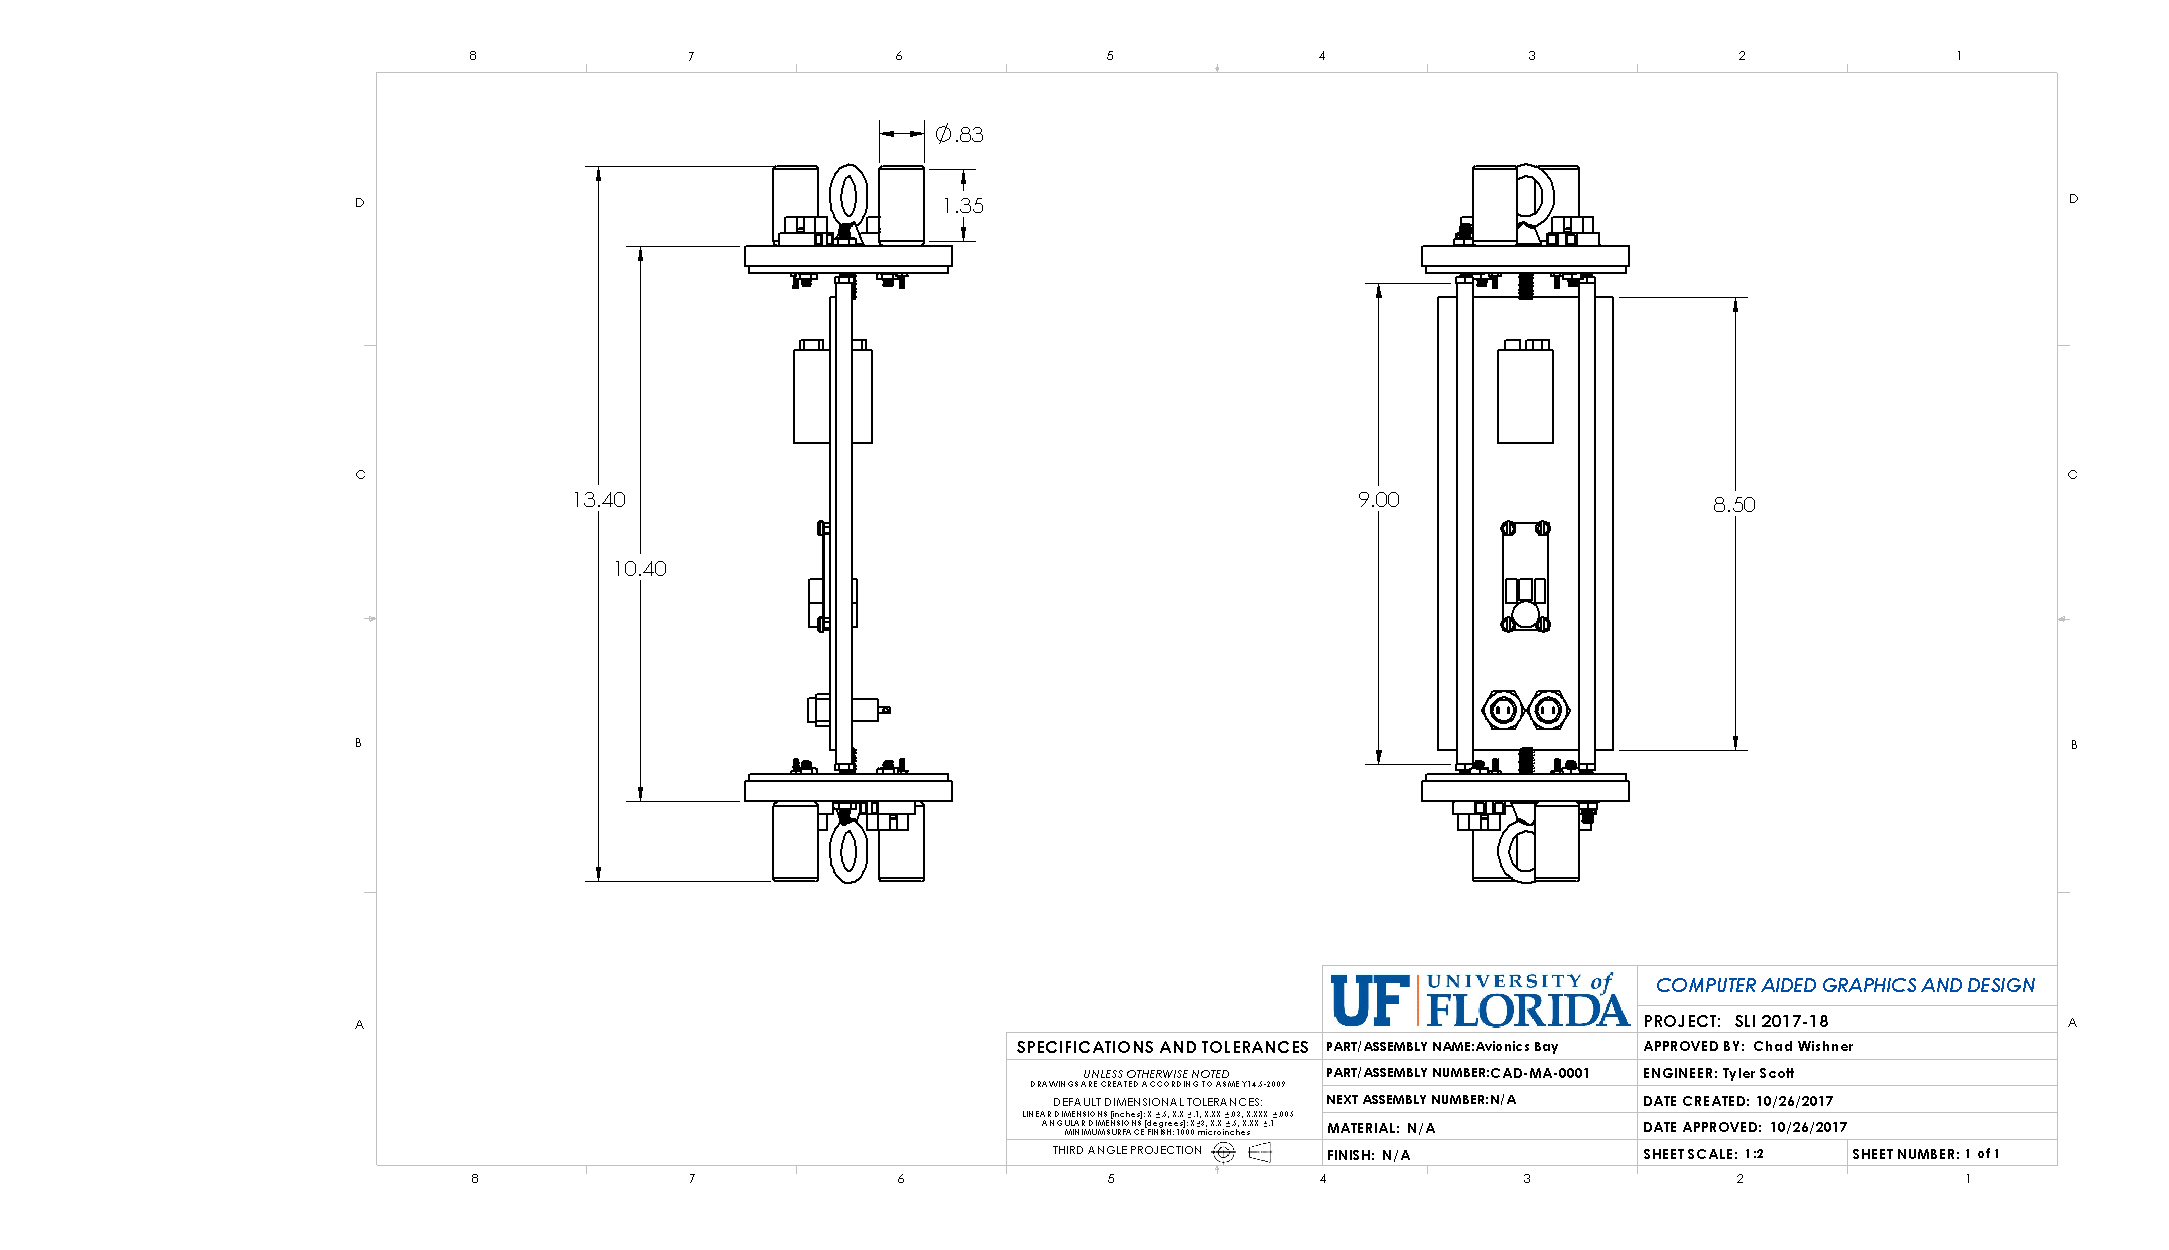 8 7 6 5 4 3 2 1
Ø.83
1.35
D D
13.40
10.40
9.00
8.50
C C
B B
A A
UF UNIVERSITY of
FLORIDA
COMPUTER AIDED GRAPHICS AND DESIGN
PROJECT: SLI 2017-18
SPECIFICATIONS AND TOLERANCES
PART/ASSEMBLY NAME:Avionics Bay
APPROVED BY: Chad Wishner
UNLESS OTHERWISE NOTED
DRAWINGS ARE CREATED ACCORDING TO ASME Y14.5-2009
PART/ASSEMBLY NUMBER:CAD-MA-0001
ENGINEER: Tyler Scott
DEFAULT DIMENSIONAL TOLERANCES:
LINEAR DIMENSIONS [inches]: X ±.5, X.X ±.1, X.XX ±.02, X.XXX ±.005
ANGULAR DIMENSIONS [degrees]: X±2, X.X ±.5, X.XX ±.1
MINIMUM SURFACE FINISH: 1000 microinches
NEXT ASSEMBLY NUMBER:N/A
DATE CREATED: 10/26/2017
MATERIAL: N/A
DATE APPROVED: 10/26/2017
THIRD ANGLE PROJECTION
FINISH: N/A
SHEET SCALE: 1:2
SHEET NUMBER: 1 of 1
8 7 6 5 4 3 2 1